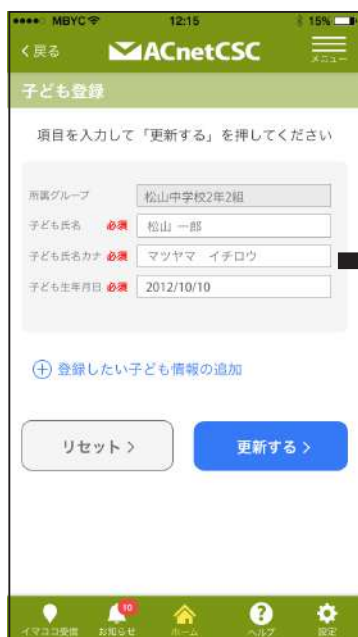 MBYC 12:15 15%
戻る ACnetCSC メニュー
子ども登録
項目を入力して「更新する」を押してください
所属グループ 松山中学校2年2組
子ども氏名 必須 松山 一郎
子ども氏名カナ 必須 マツヤマ イチロウ
子ども生年月日 必須 2012/10/10
登録したい子ども情報の追加
リセット 更新する
10
イマココ受信 お知らせ ホーム ヘルプ 設定